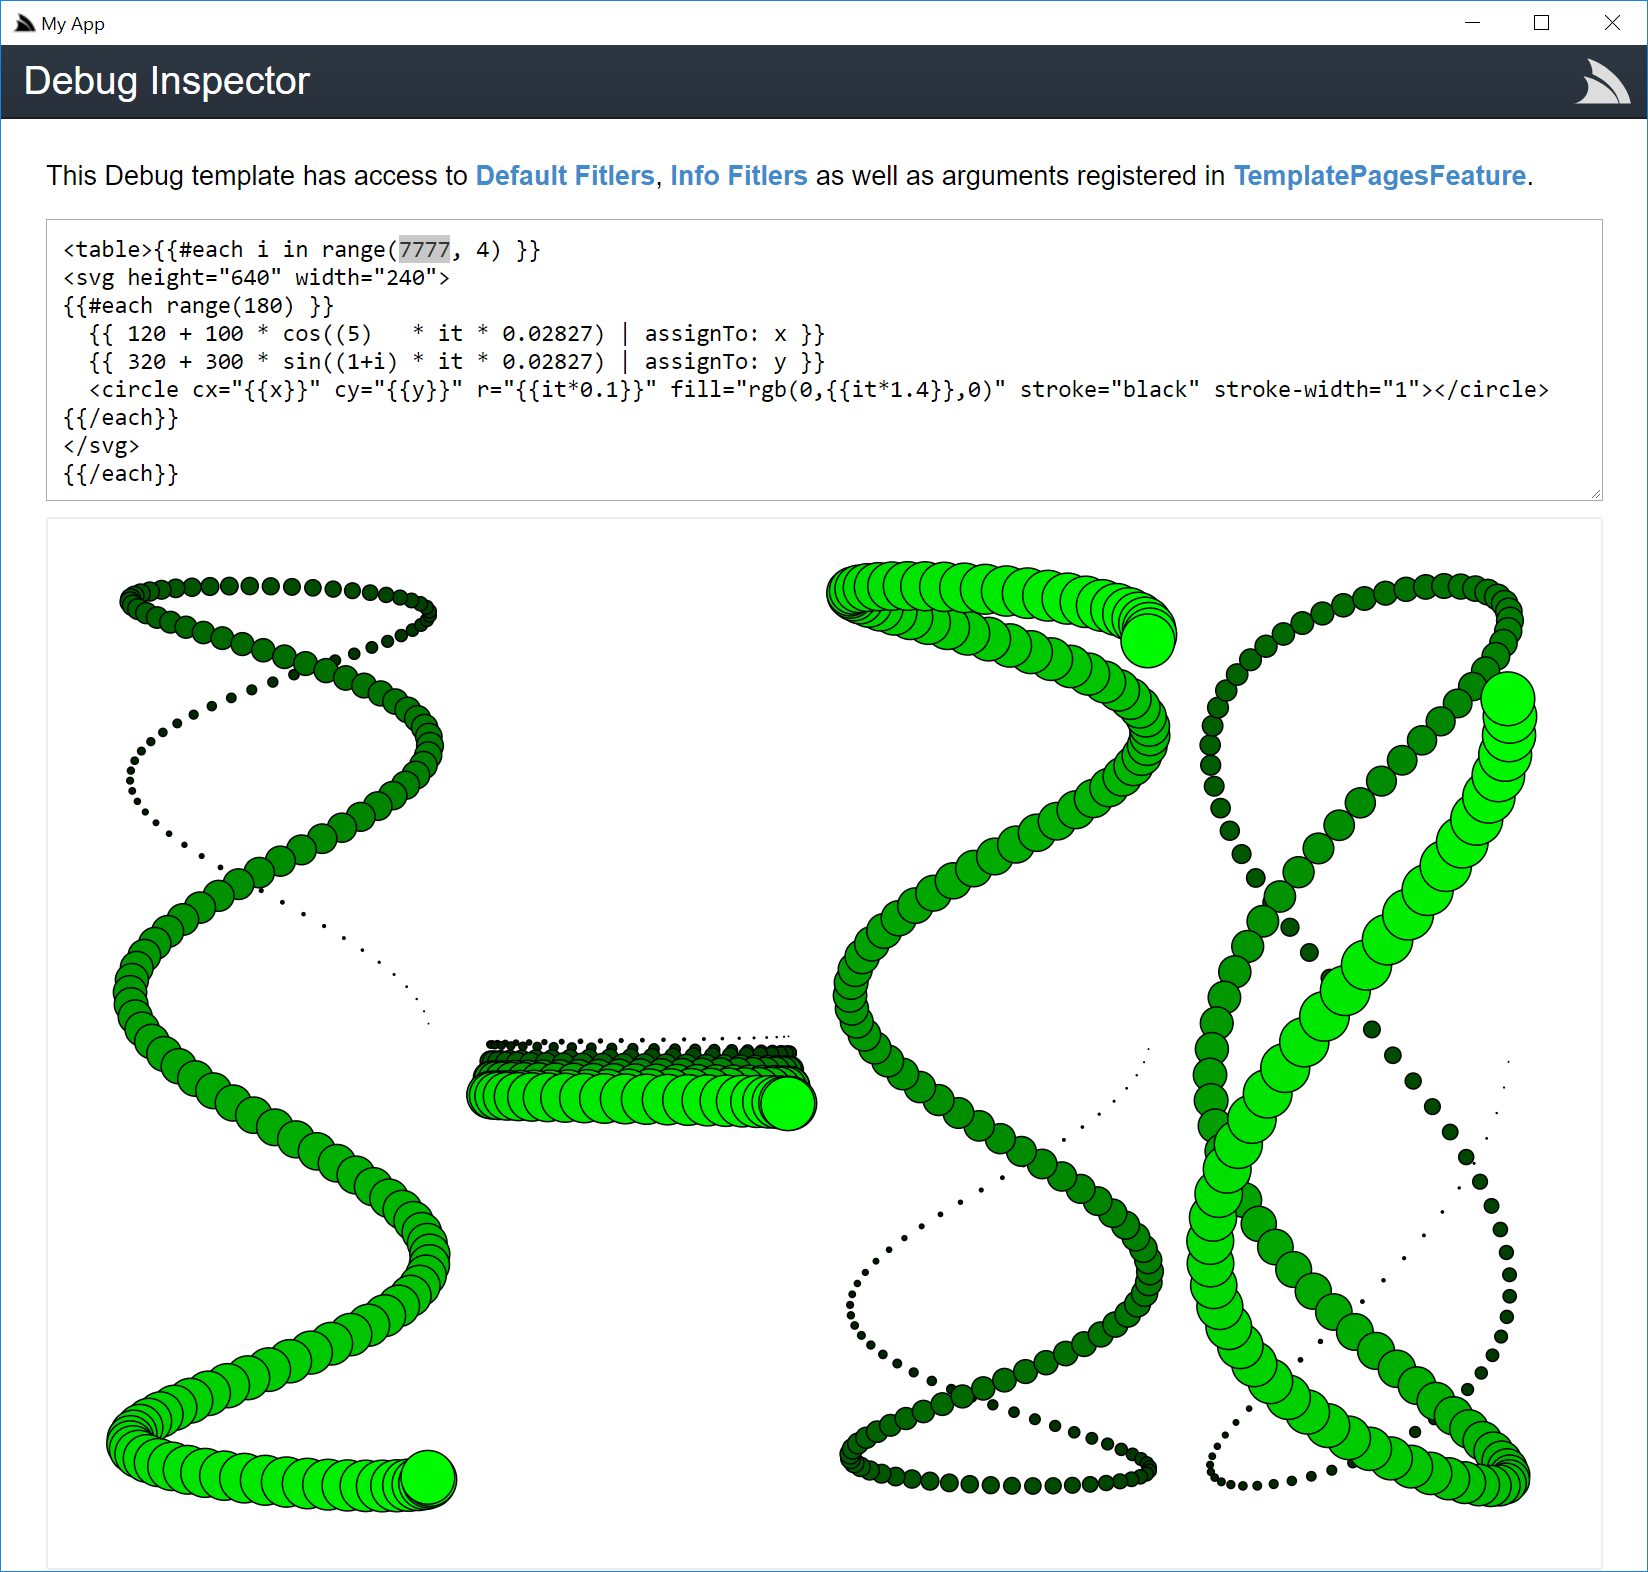 My App
Debug Inspector
This Debug template has access to Default Fitlers, Info Fitlers as well as arguments registered in TemplatePagesFeature.
<table>{{#each i in range(7777, 4) }}
<svg height="640" width="240">
{{#each range(180) }}
  {{ 120 + 100 * cos((5)   * it * 0.02827) | assignTo: x }}
  {{ 320 + 300 * sin((1+i) * it * 0.02827) | assignTo: y }}
  <circle cx="{{x}}" cy="{{y}}" r="{{it*0.1}}" fill="rgb(0,{{it*1.4}},0)" stroke="black" stroke-width="1"></circle>
{{/each}}
</svg>
{{/each}}